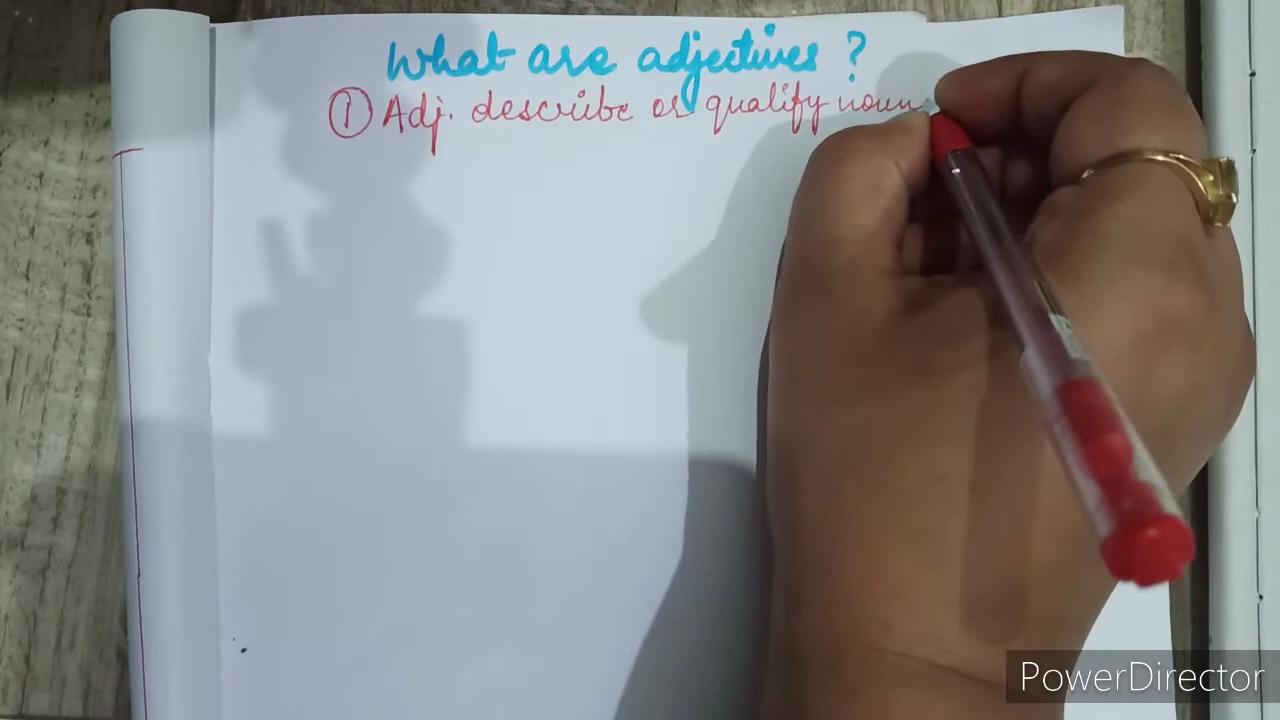 What are adjectives ?
① Adj. describe or qualify noun
PowerDirector